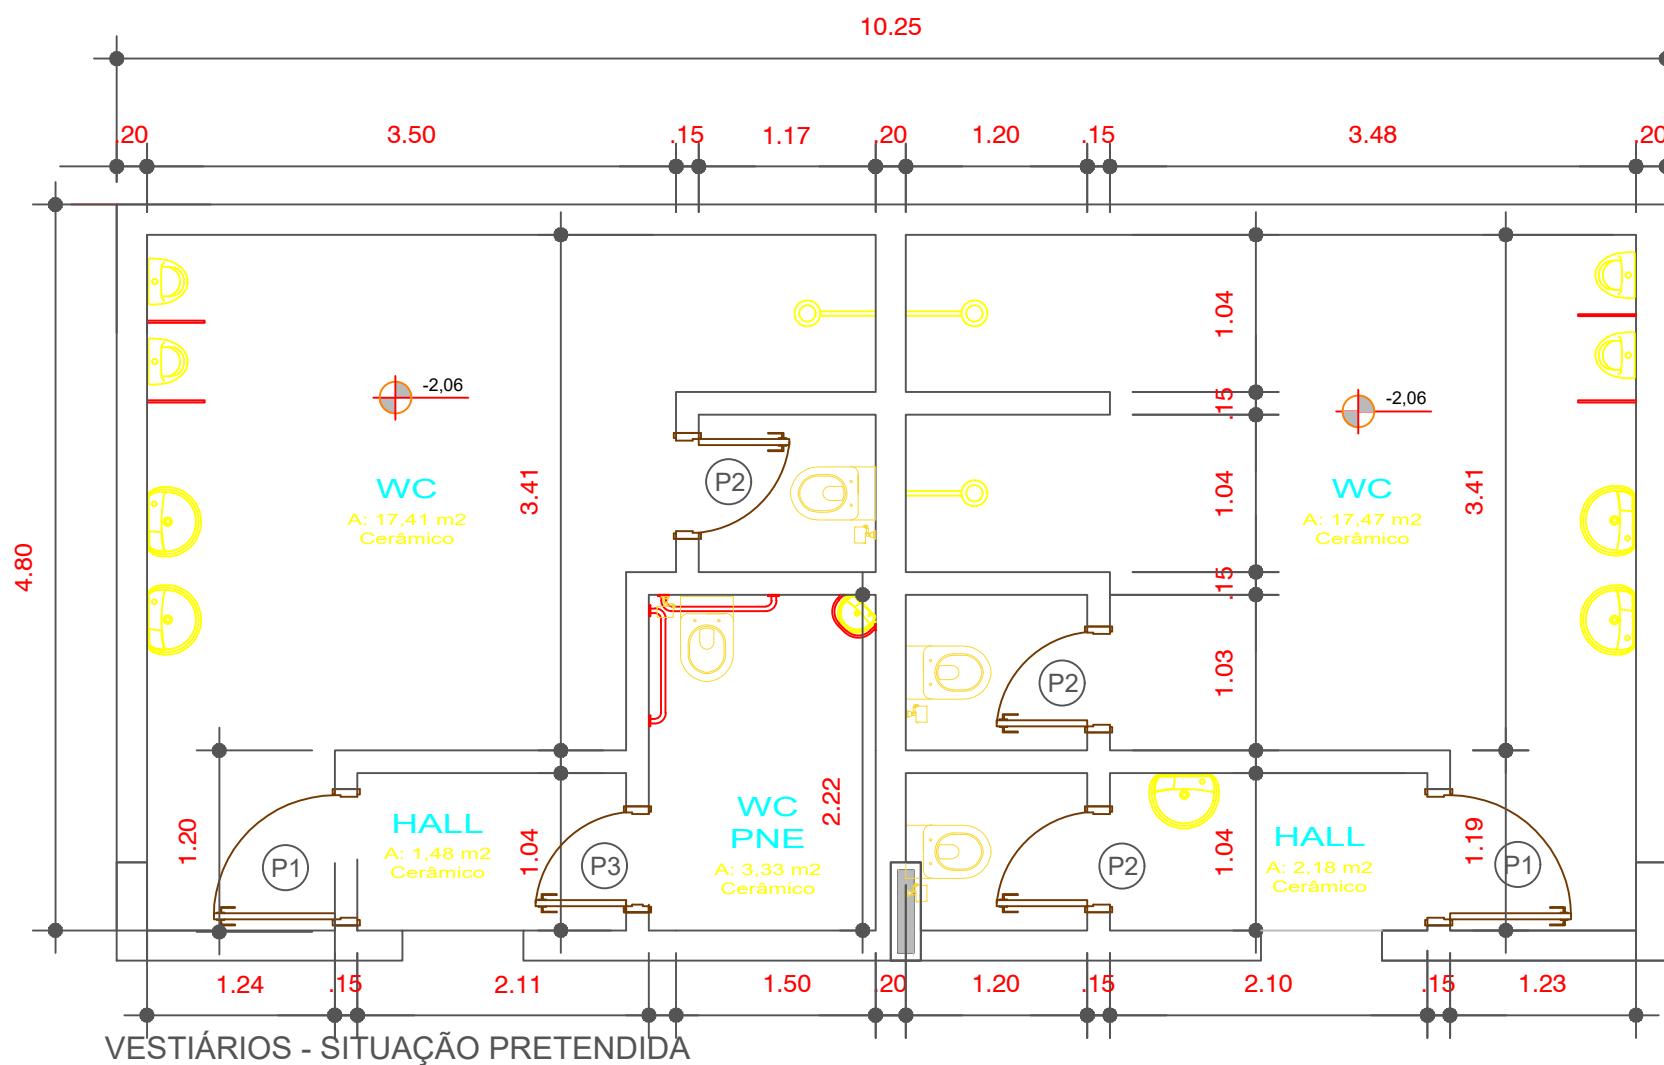 10.25
.20 3.50 .15 1.17 .20 1.20 .15 3.48 .20
1.04
-2,06
-2,06
.15
WC
A: 17,41 m2
Cerâmico
3.41
P2
1.04
WC
A: 17,47 m2
Cerâmico
3.41
4.80
.15
1.03
P2
1.20
P1
HALL
A: 1,48 m2
Cerâmico
1.04
P3
WC
PNE
A: 3,33 m2
Cerâmico
2.22
P2
1.04
HALL
A: 2,18 m2
Cerâmico
1.19
P1
1.24 .15 2.11 1.50 .20 1.20 .15 2.10 .15 1.23
VESTIÁRIOS - SITUAÇÃO PRETENDIDA